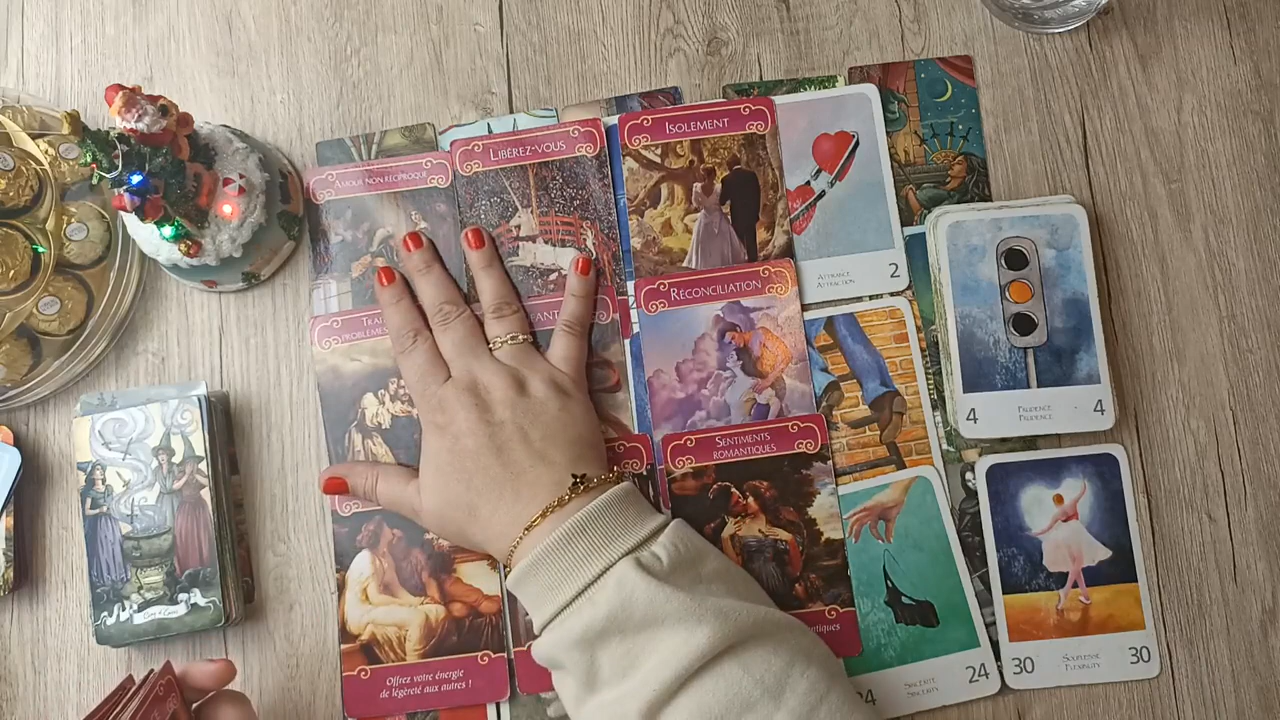 AMOUR NON RÉCIPROQUE
LIBÉREZ-VOUS
ISOLEMENT
ATTIRANCE
ATTRACTION
2
RÉCONCILIATION
PRUDENCE
PRUDENCE
4
4
SENTIMENTS
ROMANTIQUES
Offrez votre énergie
de légèreté aux autres !
SINCÉRITÉ
SINCERITY
24
24
30
SOUPLESSE
FLEXIBILITY
30